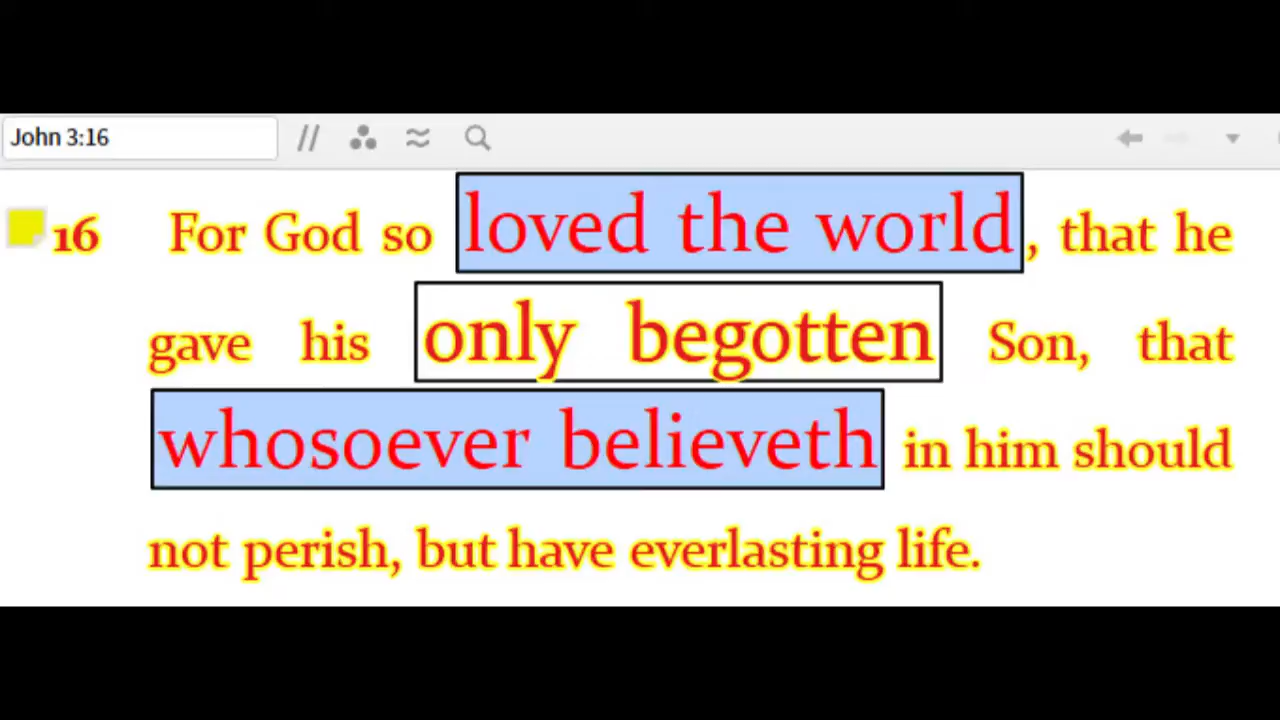 John 3:16
16 For God so loved the world, that he
gave his only begotten Son, that
whosoever believeth in him should
not perish, but have everlasting life.